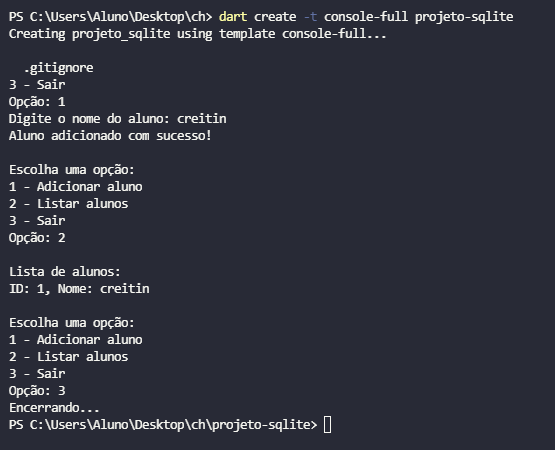 PS C:\Users\Aluno\Desktop\ch> dart create -t console-full projeto-sqlite
Creating projeto_sqlite using template console-full...
.gitignore
3 - Sair
Opção: 1
Digite o nome do aluno: creitin
Aluno adicionado com sucesso!
Escolha uma opção:
1 - Adicionar aluno
2 - Listar alunos
3 - Sair
Opção: 2
Lista de alunos:
ID: 1, Nome: creitin
Escolha uma opção:
1 - Adicionar aluno
2 - Listar alunos
3 - Sair
Opção: 3
Encerrando...
PS C:\Users\Aluno\Desktop\ch\projeto-sqlite>